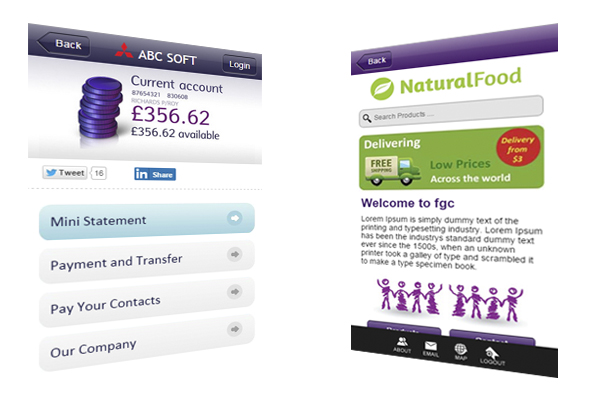 Back
ABC SOFT
Login
Current account
87654321 830608
RICHARDS P/ROY
£356.62
£356.62 available
Tweet 16
in Share
Mini Statement
Payment and Transfer
Pay Your Contacts
Our Company
Back
NaturalFood
Search Products ...
Delivering
Delivery
from
$3
FREE
SHIPPING
Low Prices
Across the world
Welcome to fgc
Lorem Ipsum is simply dummy text of the
printing and typesetting industry. Lorem Ipsum
has been the industrys standard dummy text
ever since the 1500s, when an unknown
printer took a galley of type and scrambled it
to make a type specimen book.
Products
Contact
ABOUT
EMAIL
MAP
LOGOUT